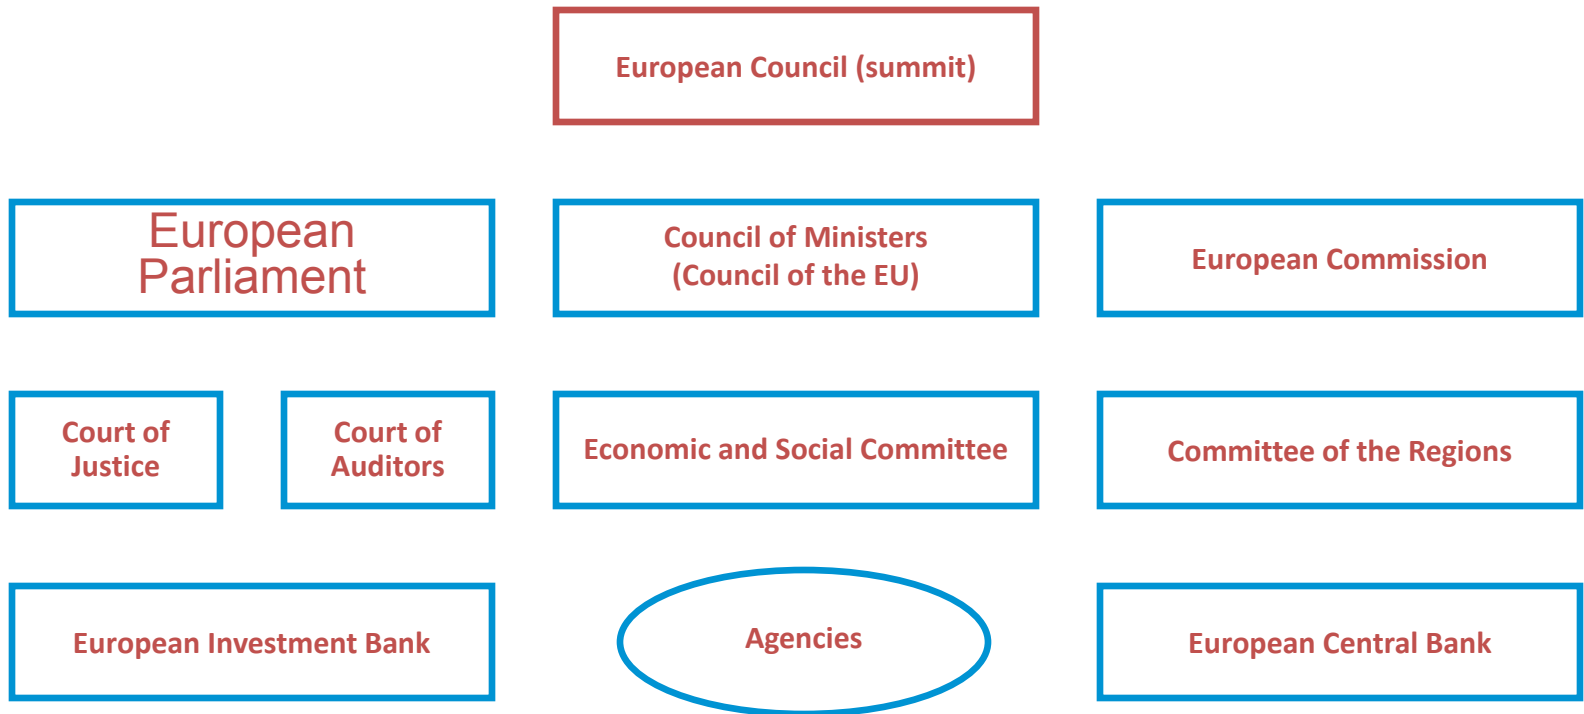 European Council (summit)
European
Parliament
Council of Ministers
(Council of the EU)
European Commission
Court of
Justice
Court of
Auditors
Economic and Social Committee
Committee of the Regions
European Investment Bank
Agencies
European Central Bank